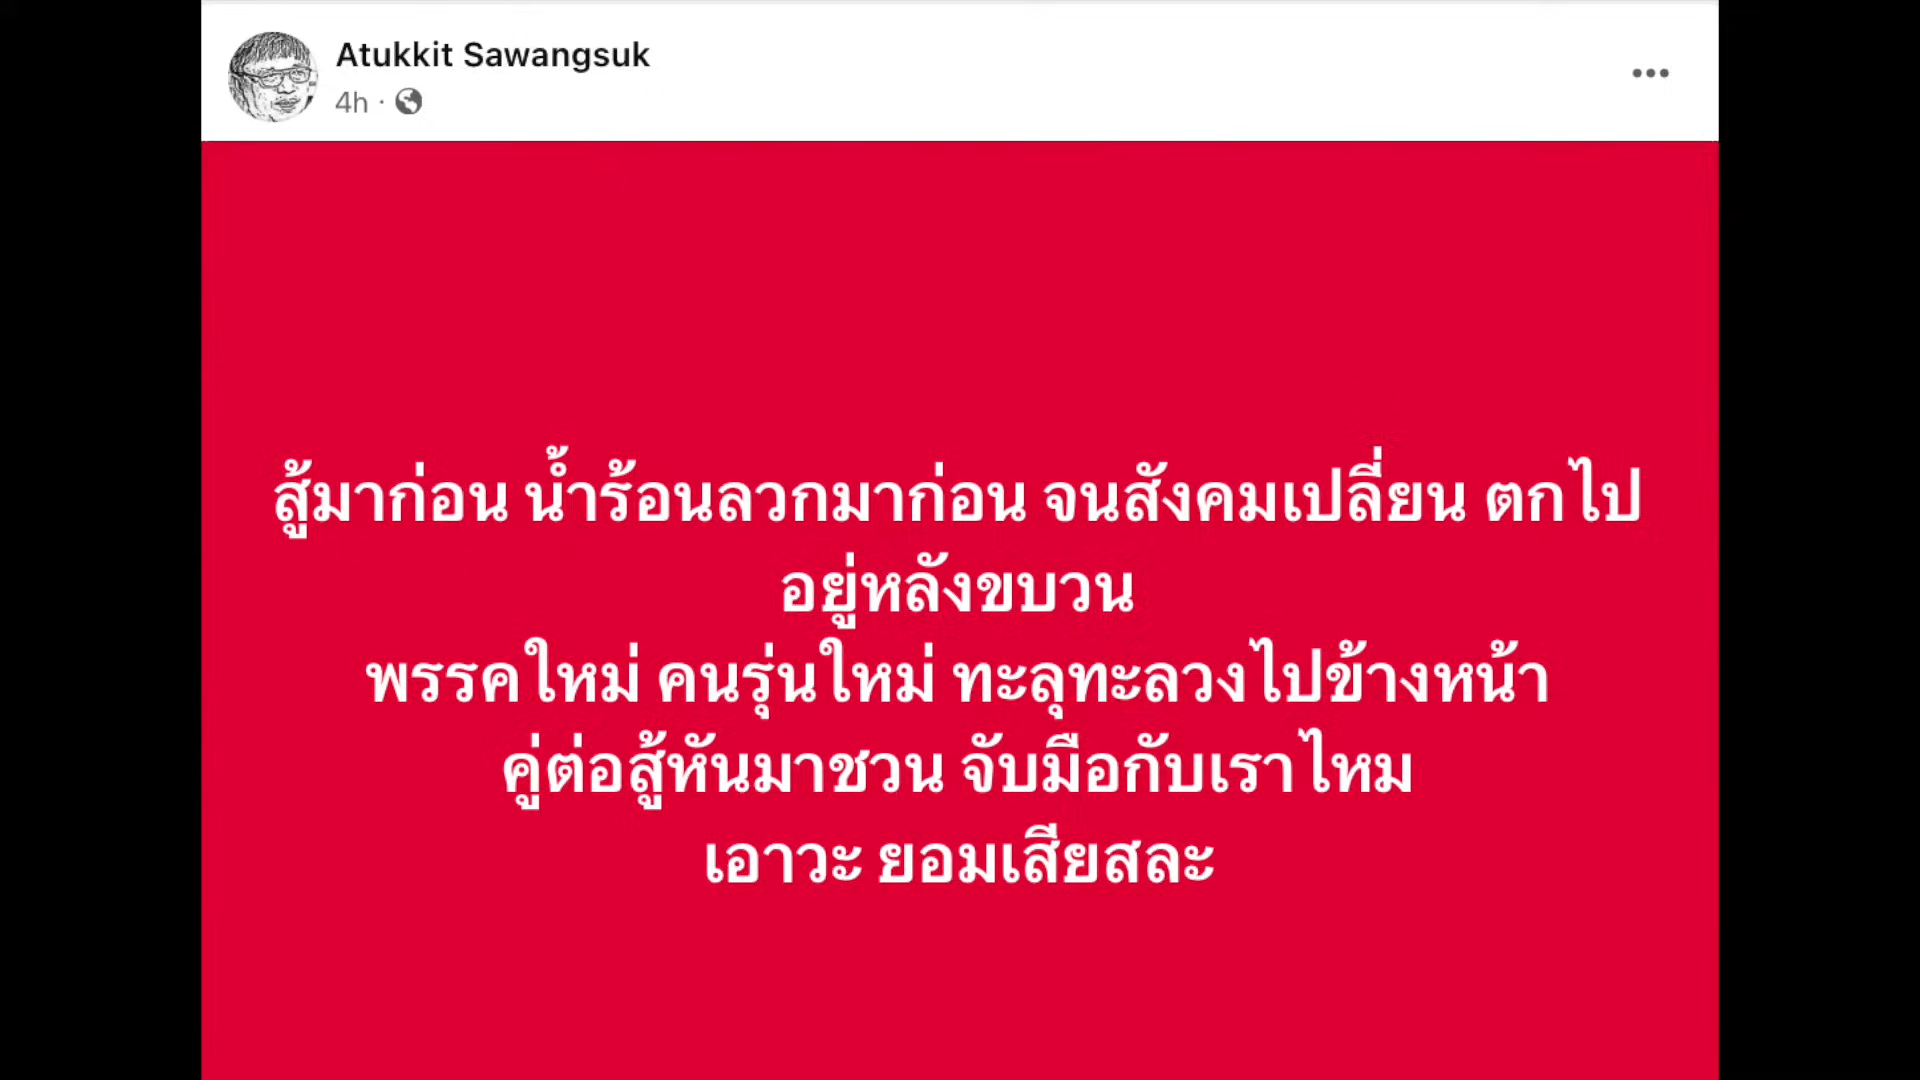 Atukkit Sawangsuk
4h ·
สู้มาก่อน น้ำร้อนลวกมาก่อน จนสังคมเปลี่ยน ตกไป
อยู่หลังขบวน
พรรคใหม่ คนรุ่นใหม่ ทะลุทะลวงไปข้างหน้า
คู่ต่อสู้หันมาชวน จับมือกับเราไหม
เอาวะ ยอมเสียสละ